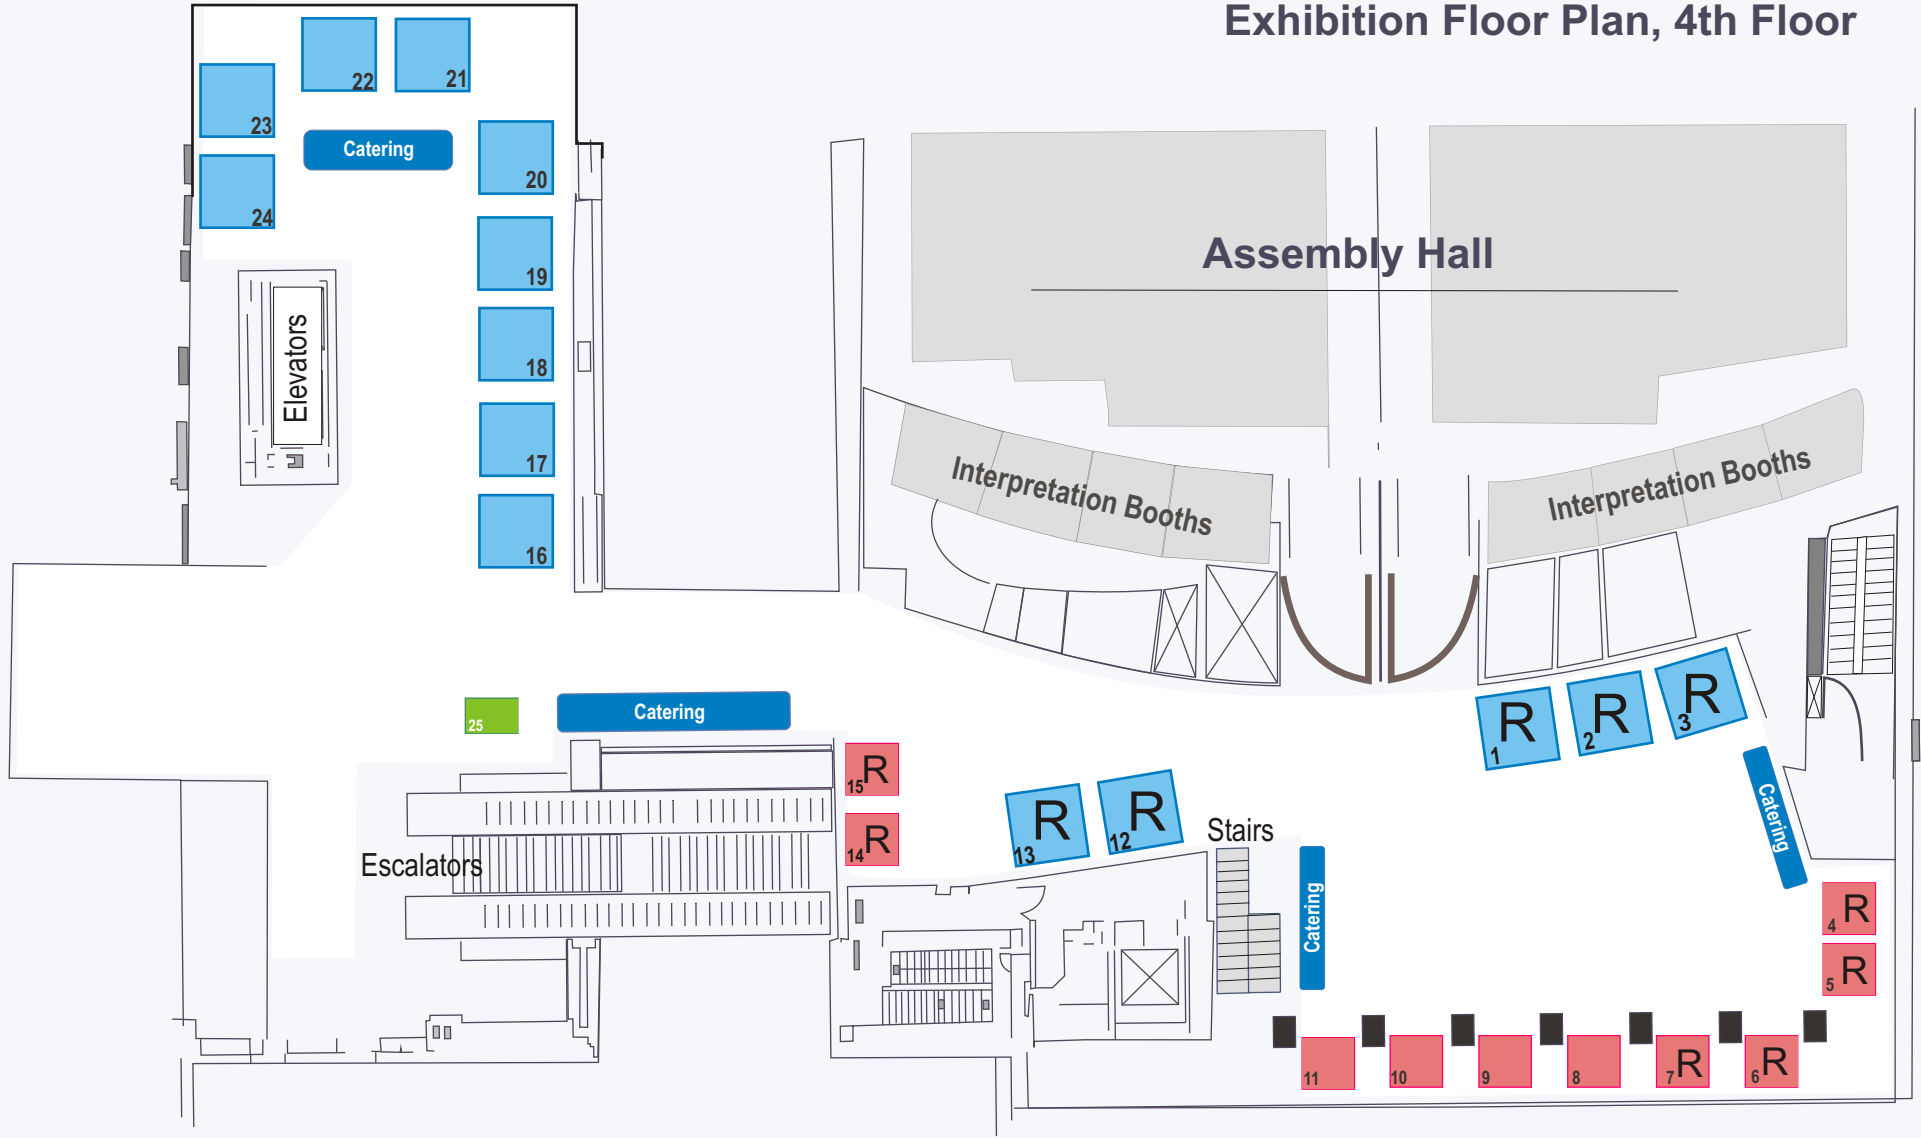 Exhibition Floor Plan, 4th Floor
22
21
23
Catering
20
24
Assembly Hall
19
Elevators
18
17
Interpretation Booths
Interpretation Booths
16
25
Catering
R
1
R
2
R
3
15 R
14 R
R
13
R
12
Stairs
Catering
Escalators
Catering
4 R
5 R
11
10
9
8
7 R
6 R